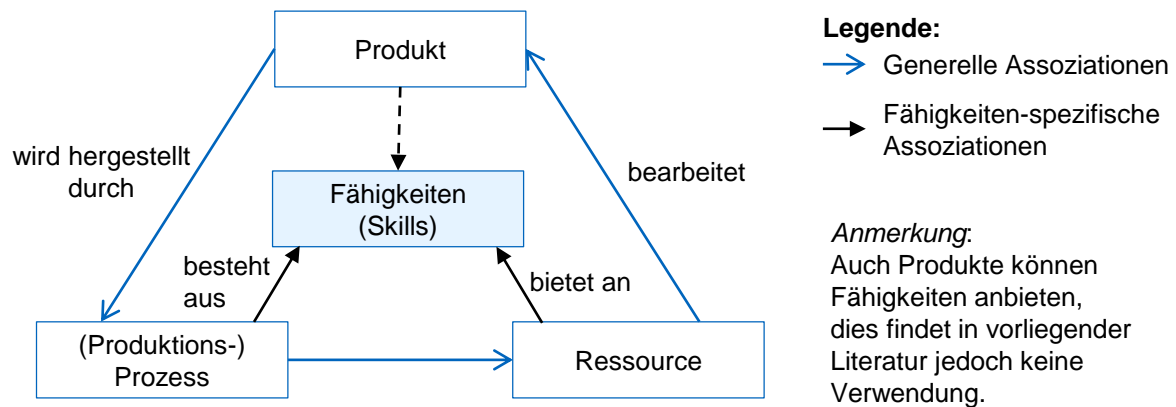 Produkt
wird hergestellt
durch
Fähigkeiten
(Skills)
bearbeitet
besteht
aus
bietet an
(Produktions-)
Prozess
Ressource
Legende:
Generelle Assoziationen
Fähigkeiten-spezifische
Assoziationen
Anmerkung:
Auch Produkte können
Fähigkeiten anbieten,
dies findet in vorliegender
Literatur jedoch keine
Verwendung.